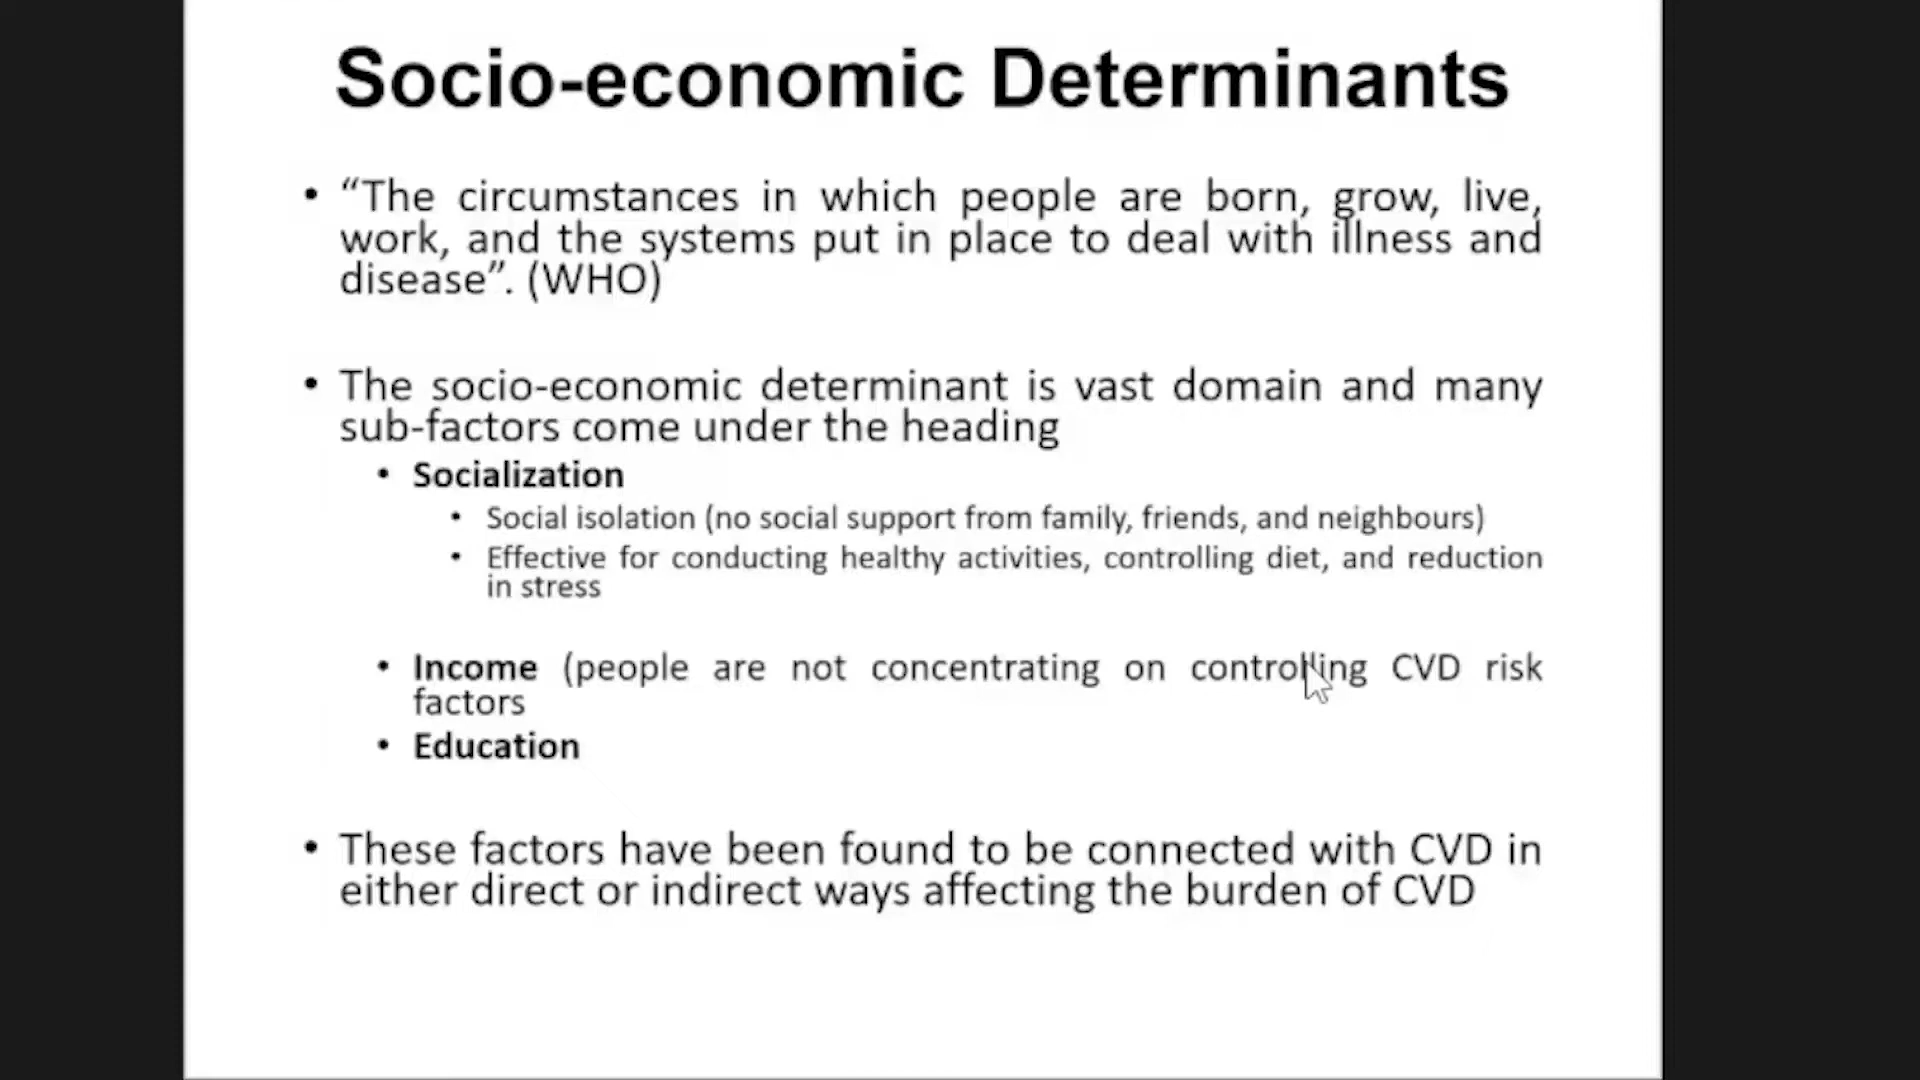 Socio-economic Determinants
• “The circumstances in which people are born, grow, live,
work, and the systems put in place to deal with illness and
disease”. (WHO)
• The socio-economic determinant is vast domain and many
sub-factors come under the heading
• Socialization
• Social isolation (no social support from family, friends, and neighbours)
• Effective for conducting healthy activities, controlling diet, and reduction
in stress
• Income (people are not concentrating on controlling CVD risk
factors
• Education
• These factors have been found to be connected with CVD in
either direct or indirect ways affecting the burden of CVD